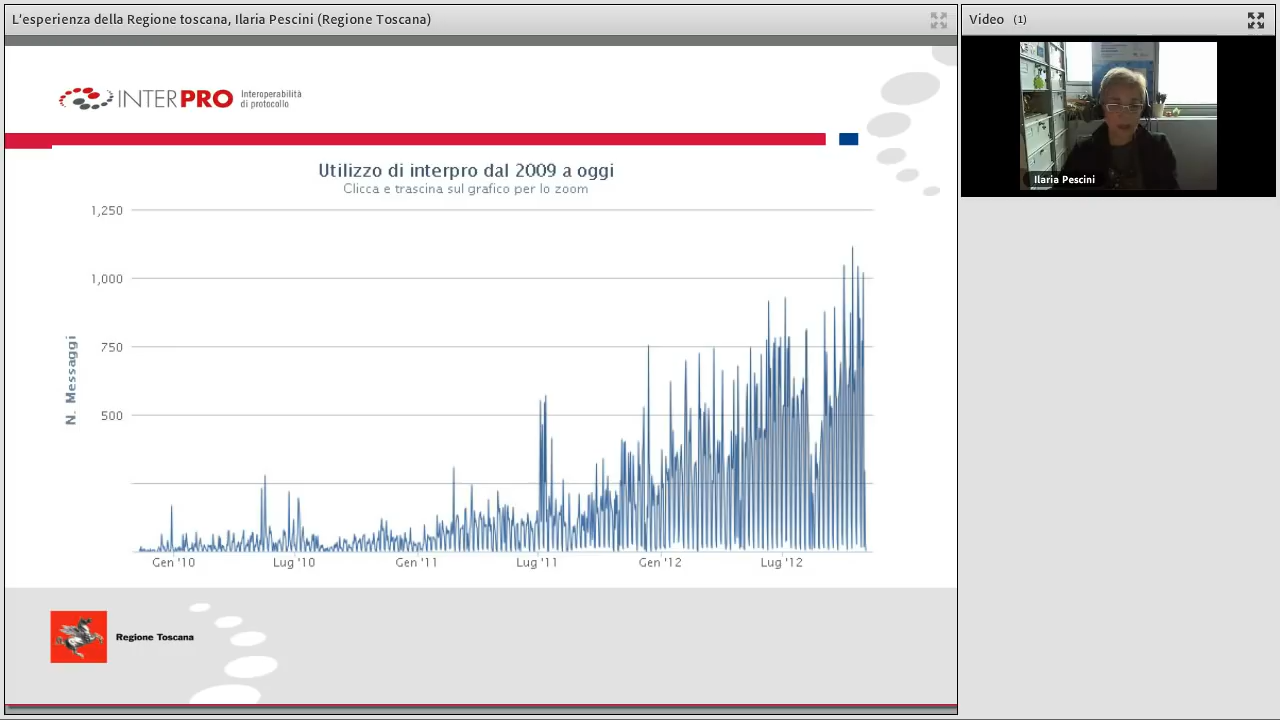 L'esperienza della Regione toscana, Ilaria Pescini (Regione Toscana)
Video (1)
INTERPRO Interoperabilità
di protocollo
Ilaria Pescini
Utilizzo di interpro dal 2009 a oggi
Clicca e trascina sul grafico per lo zoom
1,250
1,000
750
500
N. Messaggi
Gen '10 Lug '10 Gen '11 Lug '11 Gen '12 Lug '12
Regione Toscana